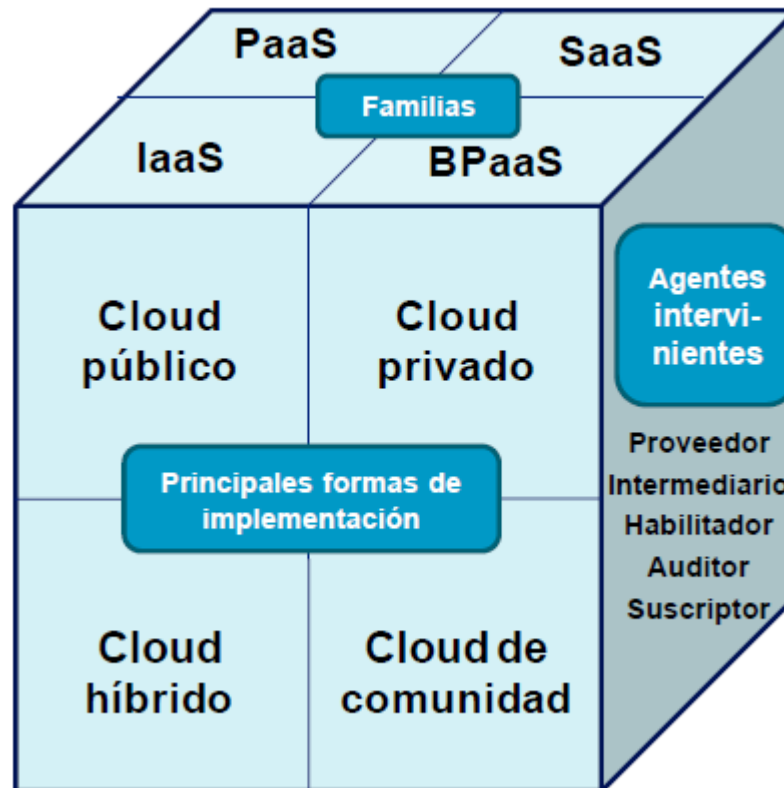 PaaS
SaaS
Familias
IaaS
BPaaS
Cloud
público
Cloud
privado
Principales formas de
implementación
Cloud
híbrido
Cloud de
comunidad
Agentes
intervi-
nientes
Proveedor
Intermediario
Habilitador
Auditor
Suscriptor